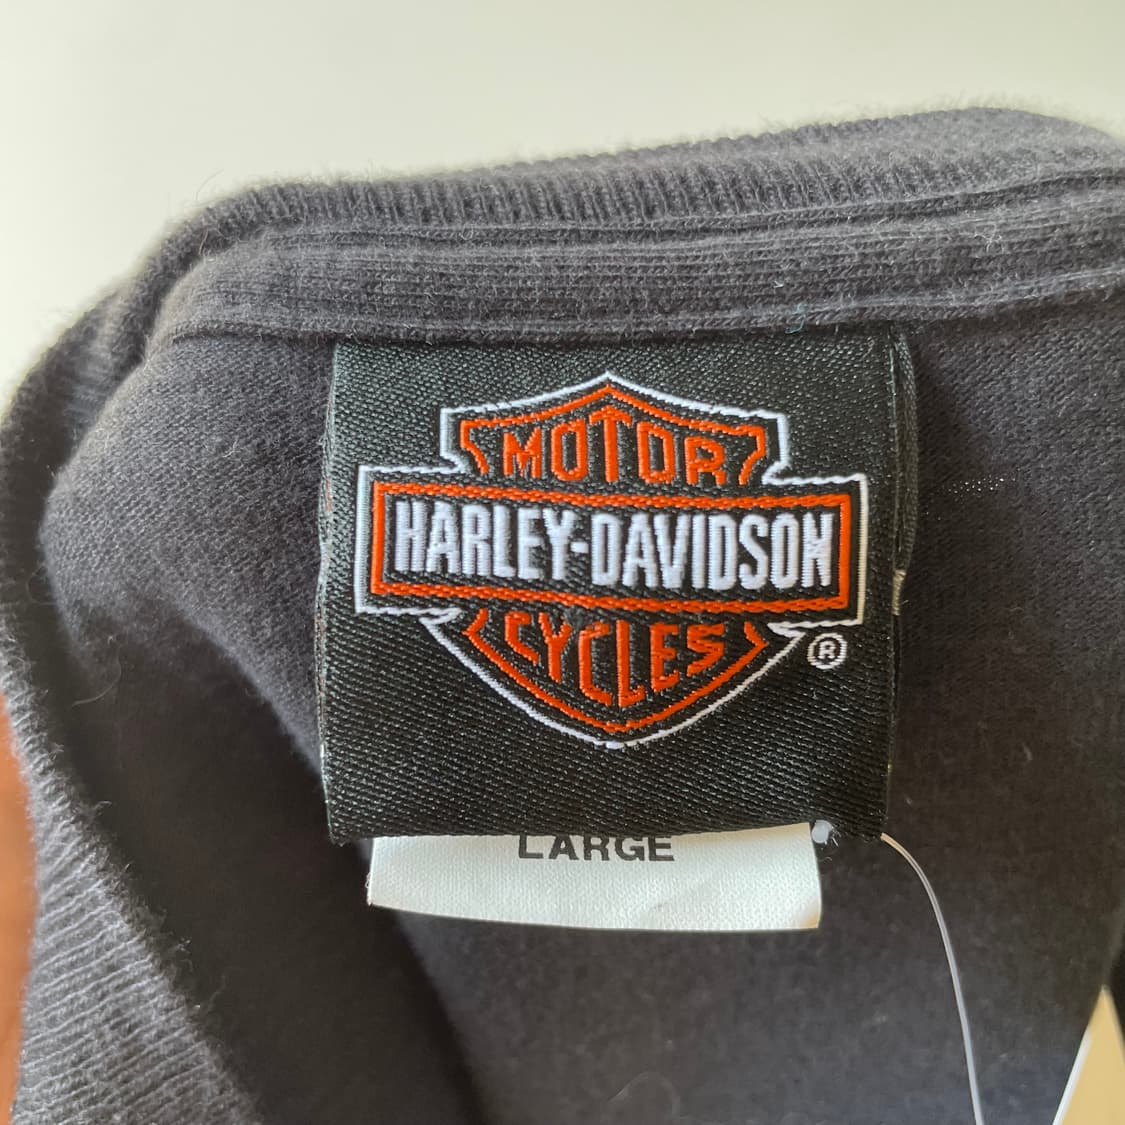 MOTOR
HARLEY-DAVIDSON
CYCLES
®
LARGE